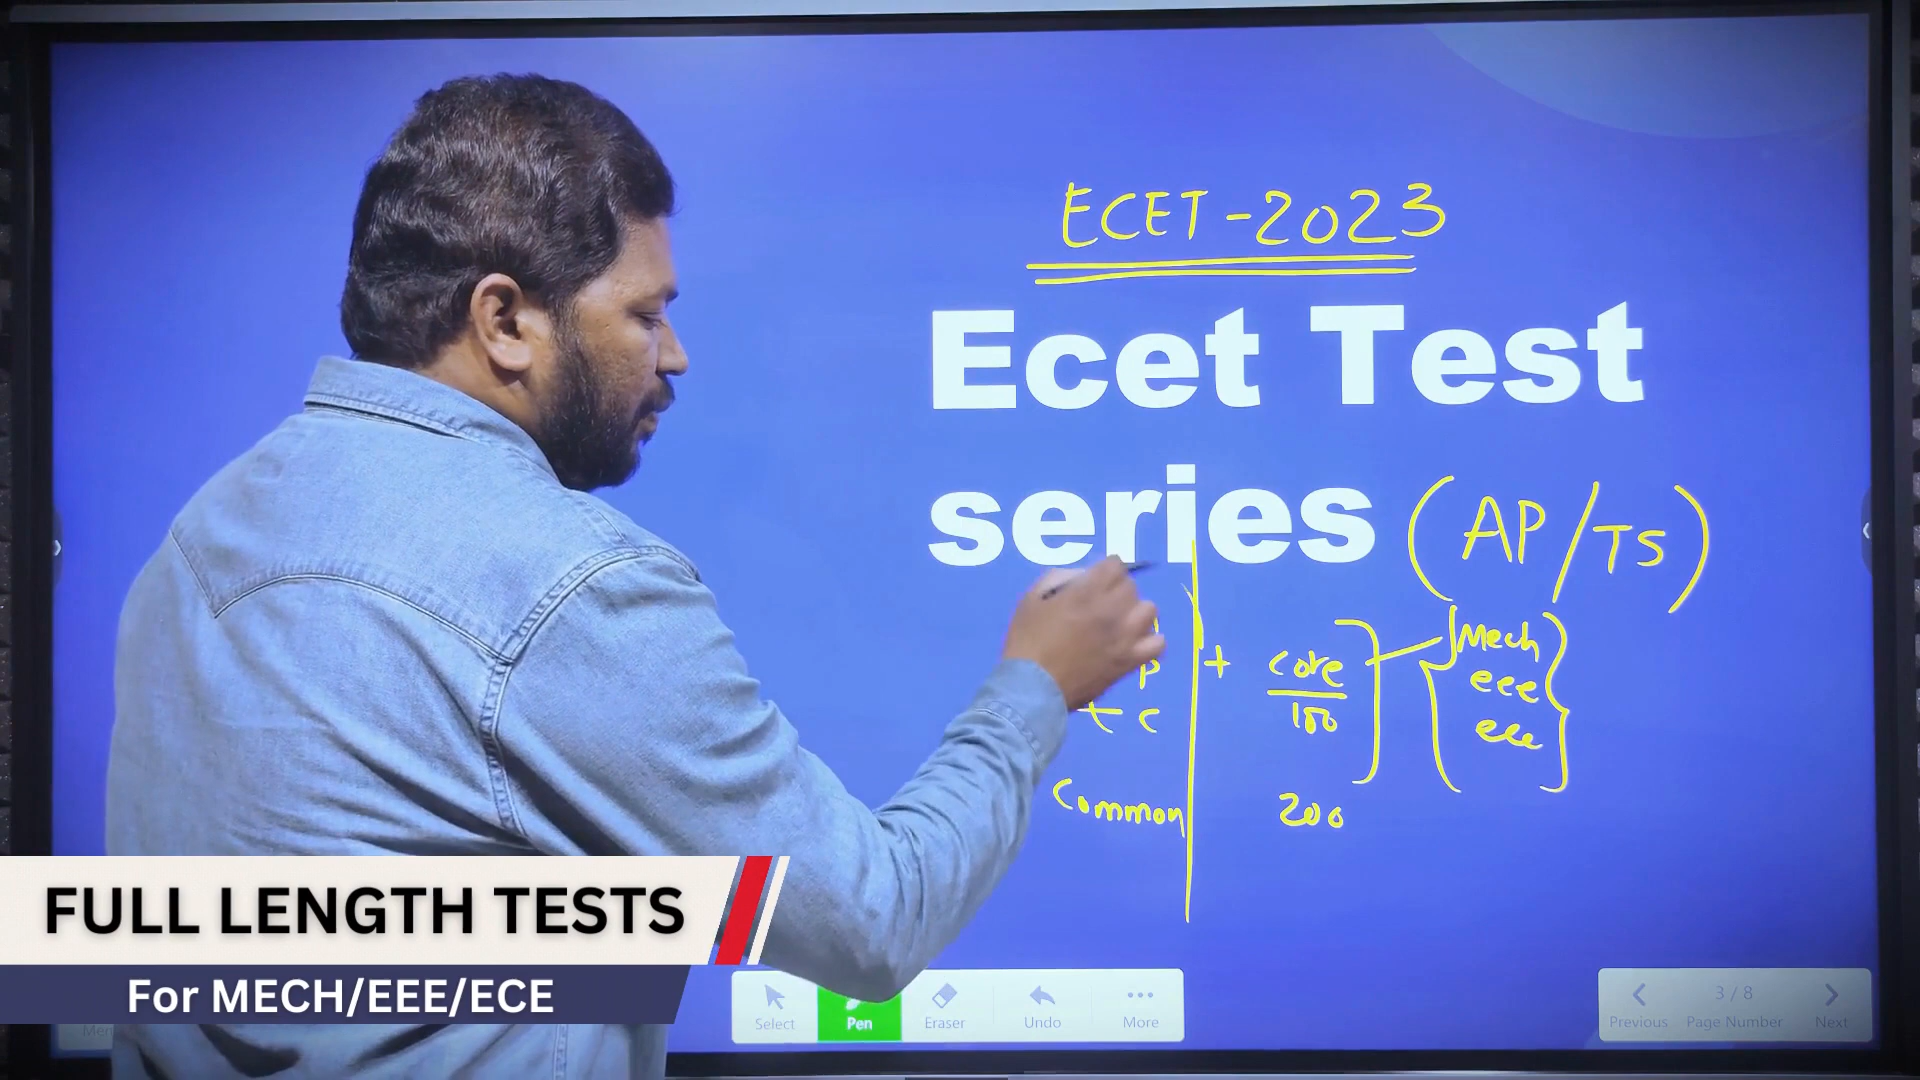 ECET-2023
Ecet Test
series (AP/TS)
P + core Mech
100 eee
c ece
Common 200
FULL LENGTH TESTS
For MECH/EEE/ECE
Select Pen Eraser Undo More
3 / 8
Previous Page Number Next